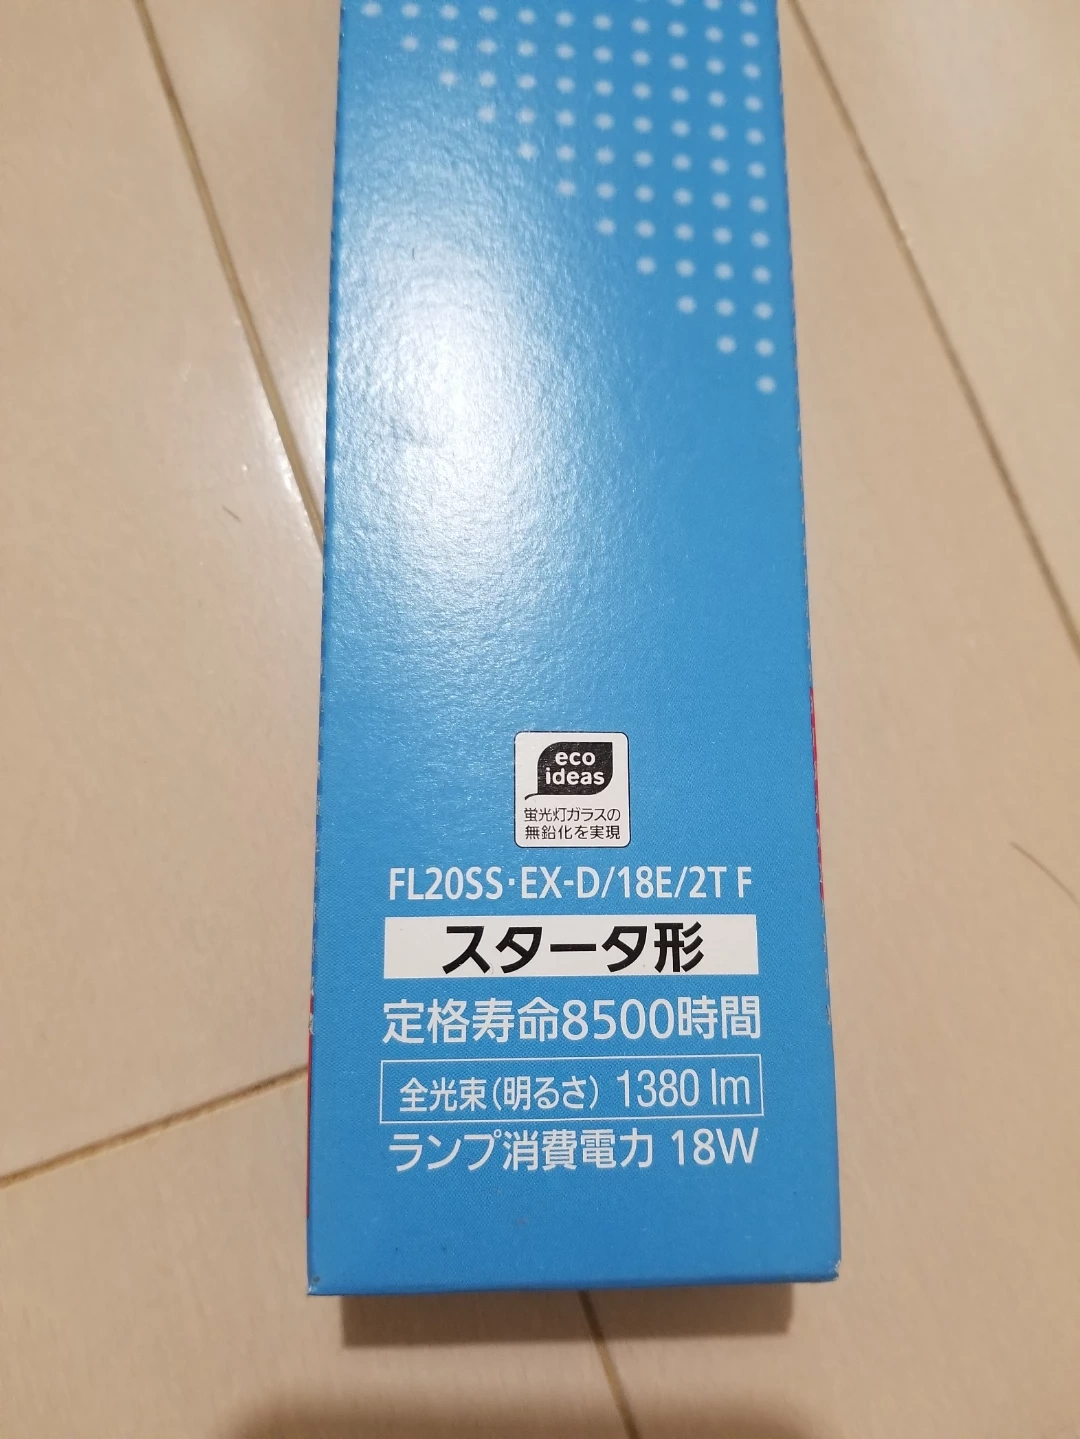 eco
ideas
蛍光灯ガラスの
無鉛化を実現
FL20SS･EX-D/18E/2T F
スタータ形
定格寿命8500時間
全光束(明るさ) 1380 lm
ランプ消費電力 18W